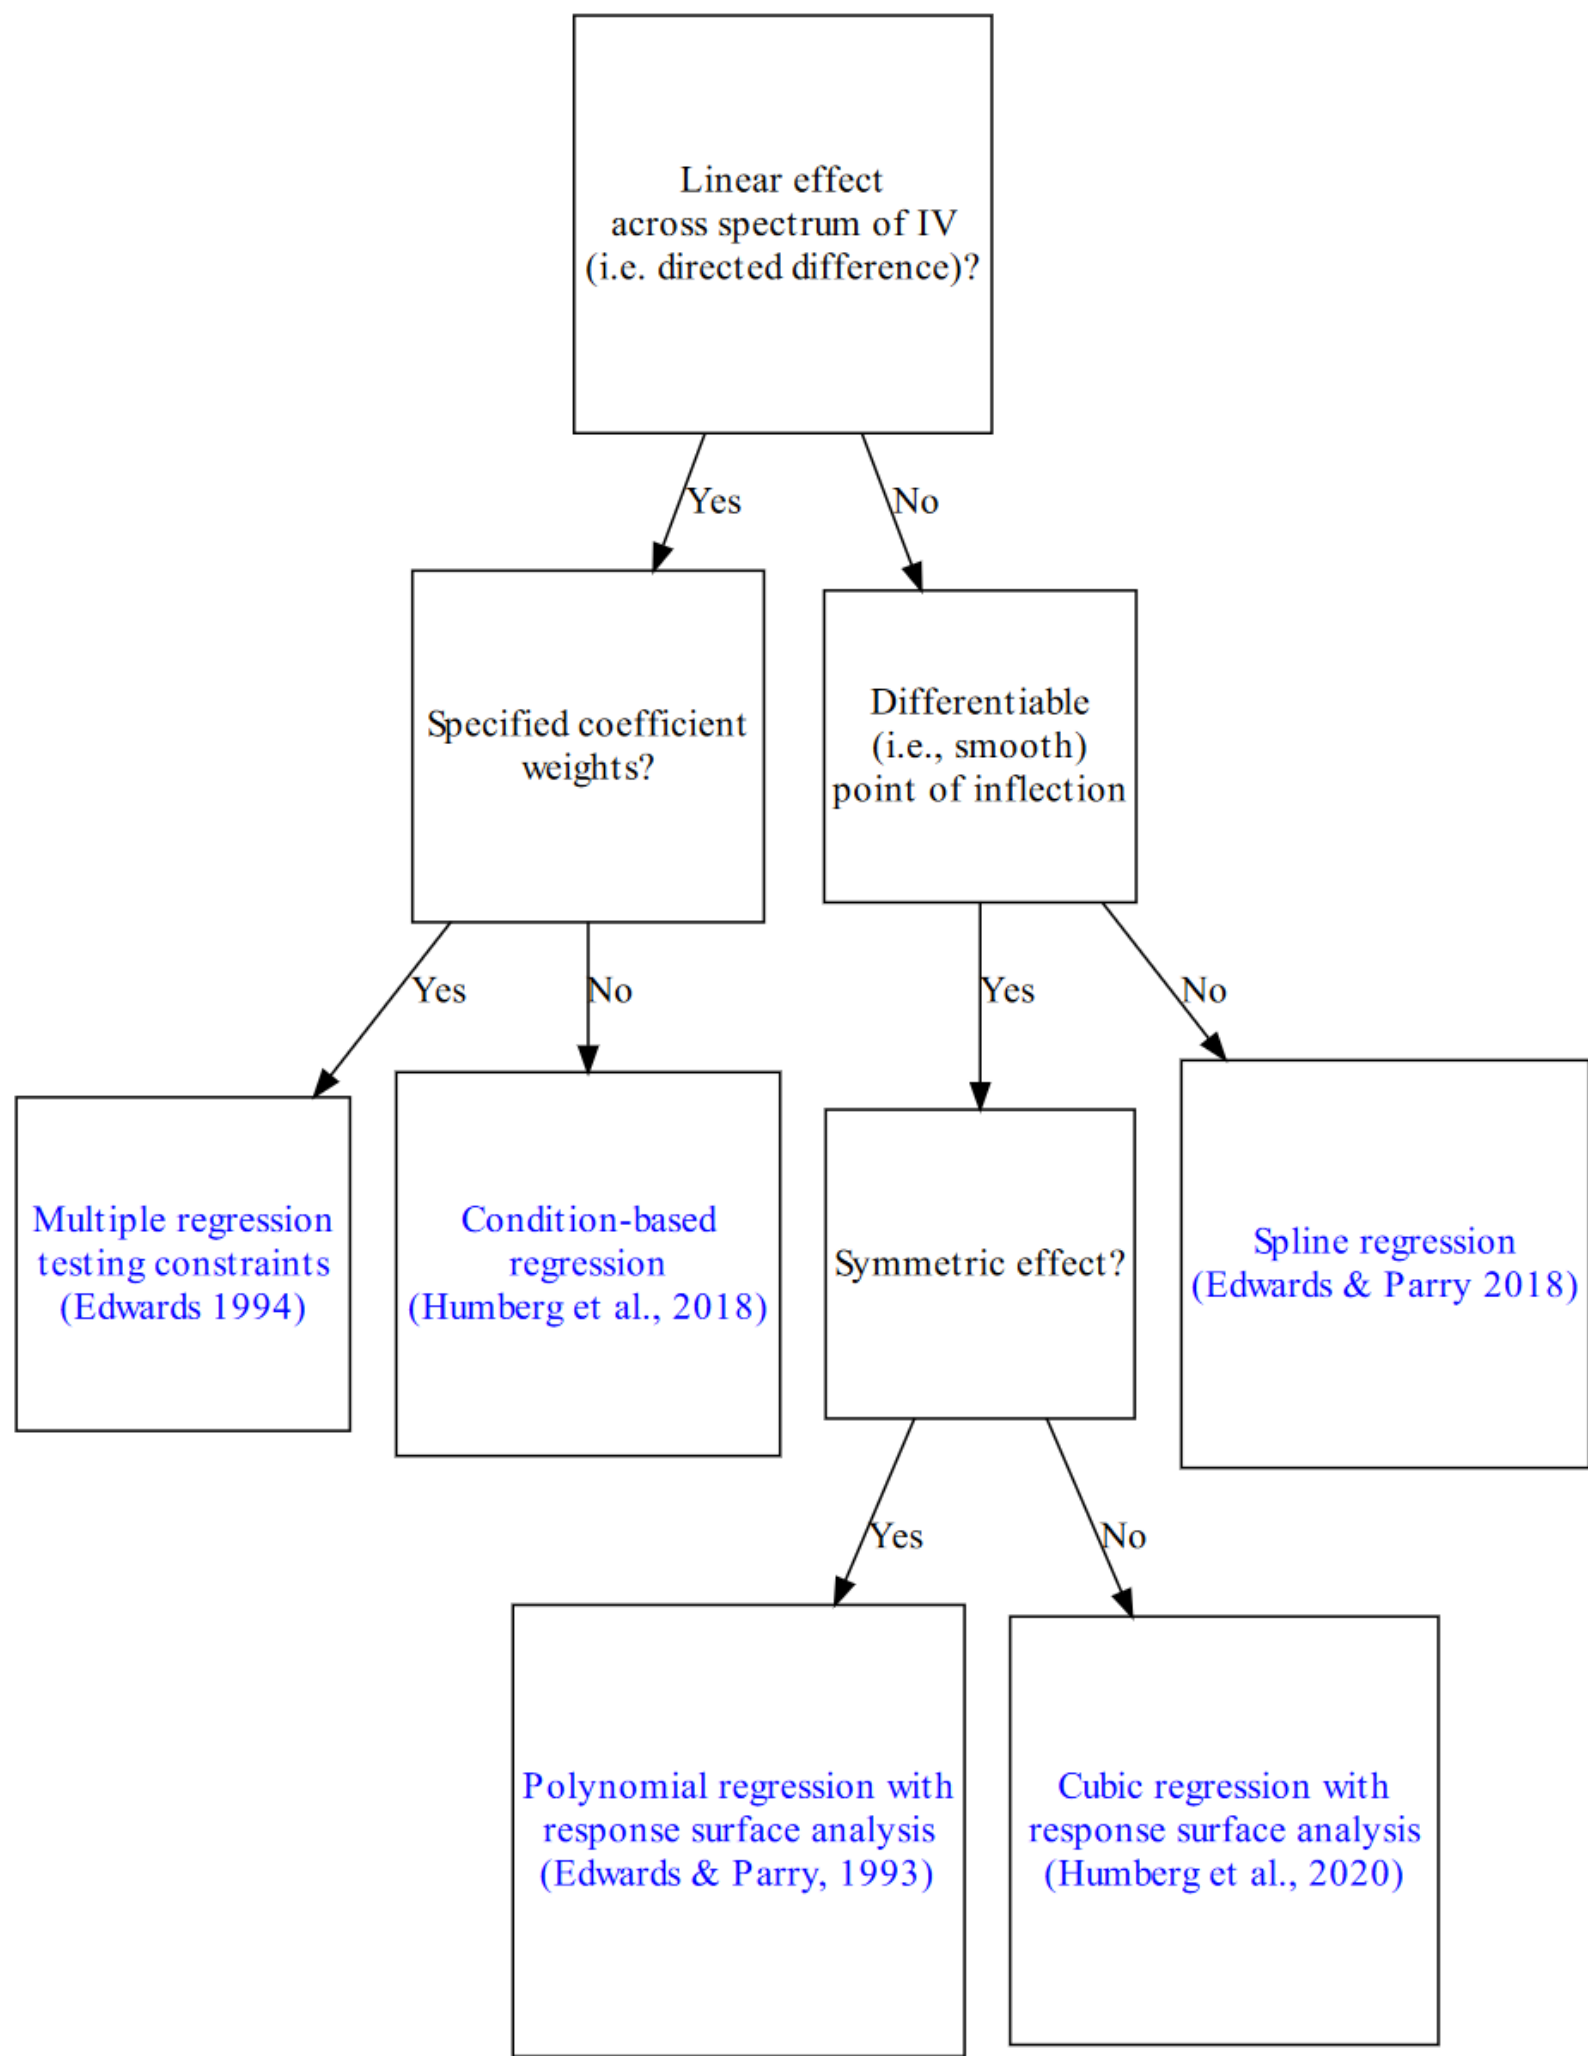 Linear effect
across spectrum of IV
(i.e. directed difference)?
Yes
No
Specified coefficient
weights?
Differentiable
(i.e., smooth)
point of inflection
Yes
No
Yes
No
Multiple regression
testing constraints
(Edwards 1994)
Condition-based
regression
(Humberg et al., 2018)
Symmetric effect?
Spline regression
(Edwards & Parry 2018)
Yes
No
Polynomial regression with
response surface analysis
(Edwards & Parry, 1993)
Cubic regression with
response surface analysis
(Humberg et al., 2020)